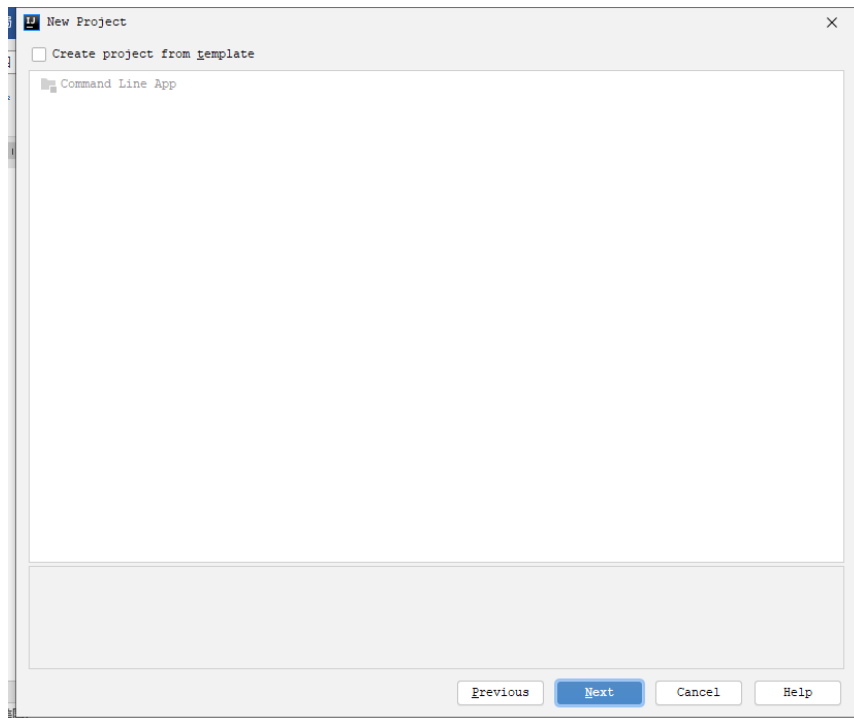 New Project
Create project from template
Command Line App
Previous
Next
Cancel
Help